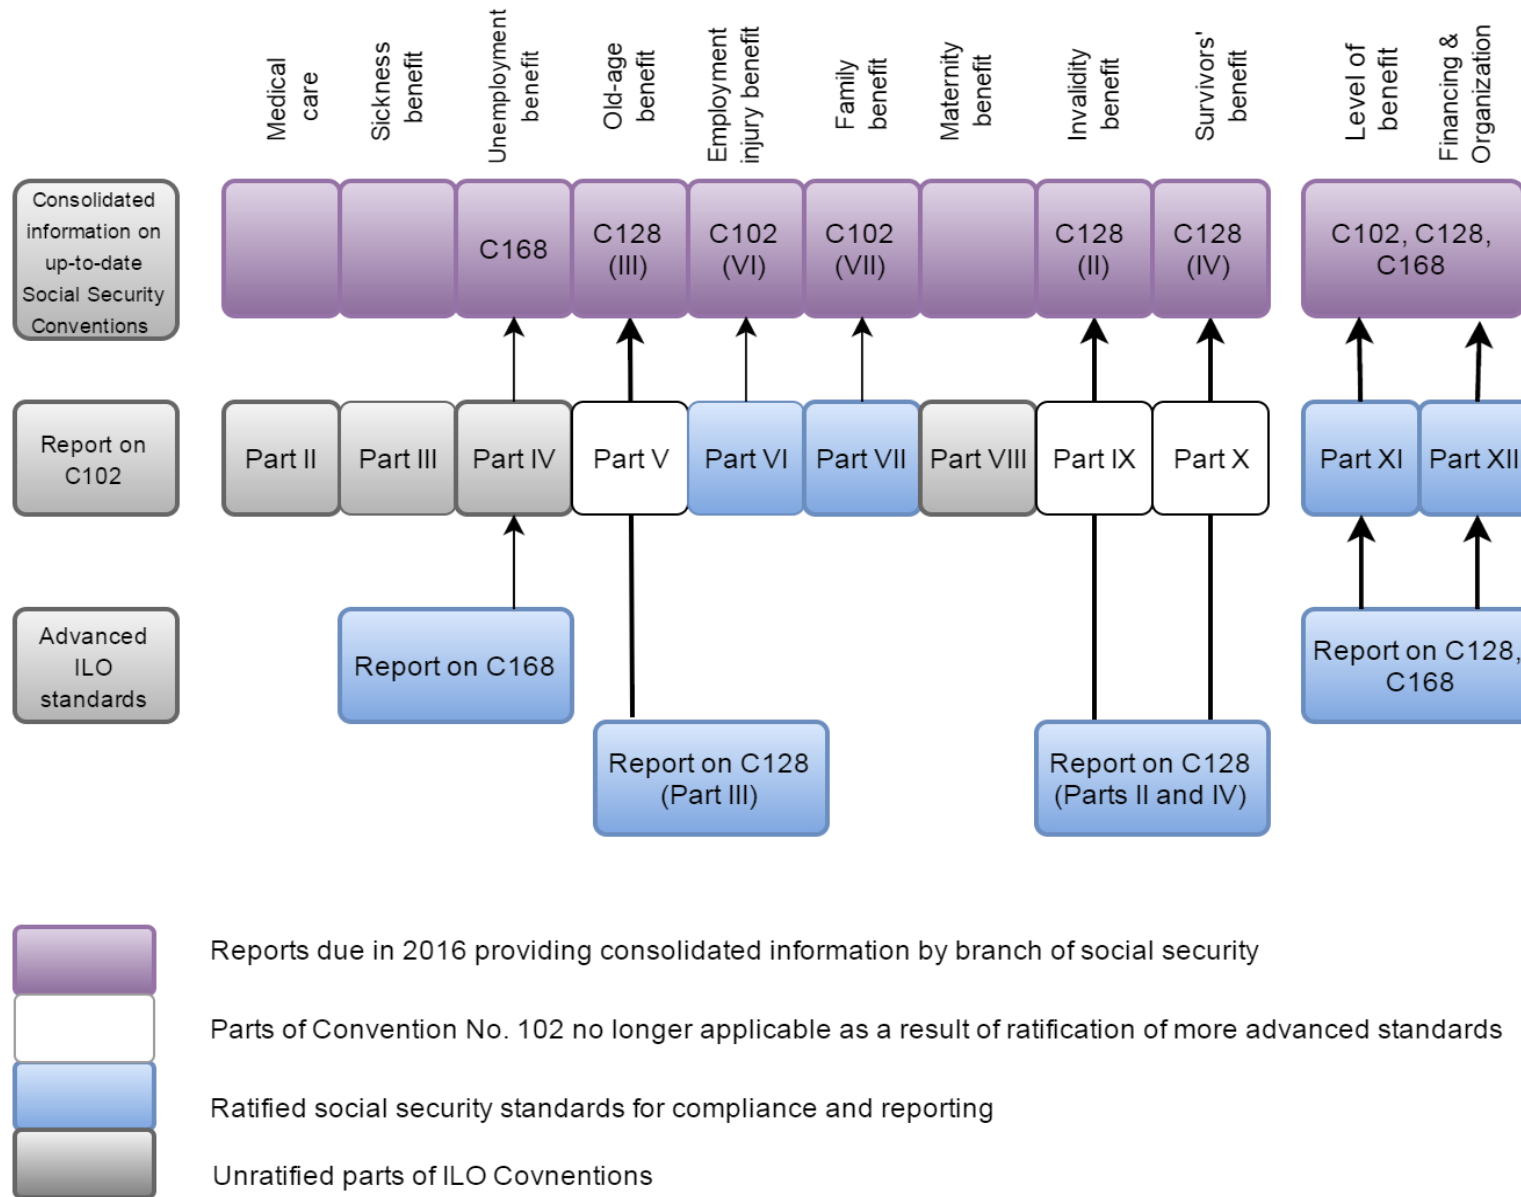 Medical
care
Sickness
benefit
Unemployment
benefit
Old-age
benefit
Employment
injury benefit
Family
benefit
Maternity
benefit
Invalidity
benefit
Survivors'
benefit
Level of
benefit
Financing &
Organization
Consolidated
information on
up-to-date
Social Security
Conventions
C168
C128
(III)
C102
(VI)
C102
(VII)
C128
(II)
C128
(IV)
C102, C128,
C168
Report on
C102
Part II
Part III
Part IV
Part V
Part VI
Part VII
Part VIII
Part IX
Part X
Part XI
Part XII
Advanced
ILO
standards
Report on C168
Report on C128,
C168
Report on C128
(Part III)
Report on C128
(Parts II and IV)
Reports due in 2016 providing consolidated information by branch of social security
Parts of Convention No. 102 no longer applicable as a result of ratification of more advanced standards
Ratified social security standards for compliance and reporting
Unratified parts of ILO Covnentions